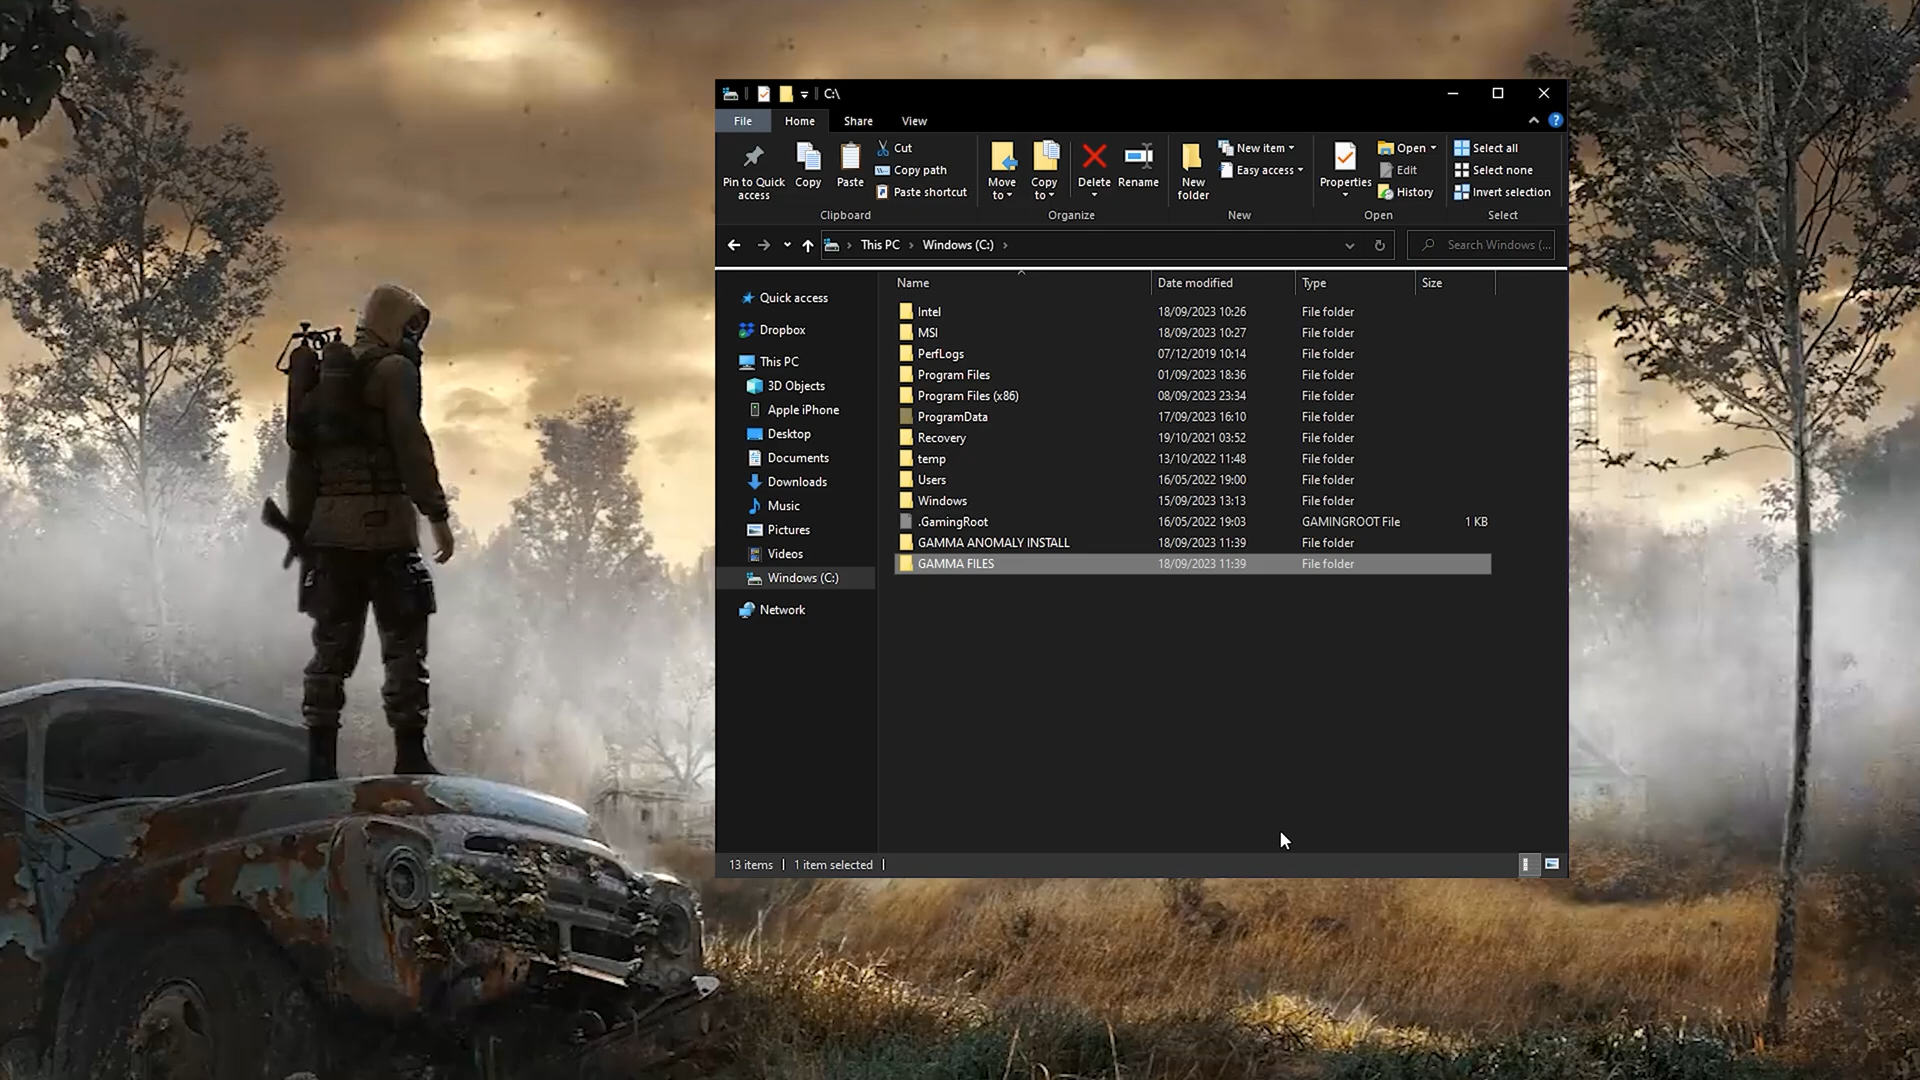 C:\
File Home Share View
Pin to Quick access
Copy
Paste
Cut
Copy path
Paste shortcut
Clipboard
Move to
Copy to
Delete
Rename
Organize
New folder
New item
Easy access
New
Properties
Open
Edit
History
Open
Select all
Select none
Invert selection
Select
This PC Windows (C:)
Search Windows (...
Quick access
Dropbox
This PC
3D Objects
Apple iPhone
Desktop
Documents
Downloads
Music
Pictures
Videos
Windows (C:)
Network
Name Date modified Type Size
Intel 18/09/2023 10:26 File folder
MSI 18/09/2023 10:27 File folder
PerfLogs 07/12/2019 10:14 File folder
Program Files 01/09/2023 18:36 File folder
Program Files (x86) 08/09/2023 23:34 File folder
ProgramData 17/09/2023 16:10 File folder
Recovery 19/10/2021 03:52 File folder
temp 13/10/2022 11:48 File folder
Users 16/05/2022 19:00 File folder
Windows 15/09/2023 13:13 File folder
.GamingRoot 16/05/2022 19:03 GAMINGROOT File 1 KB
GAMMA ANOMALY INSTALL 18/09/2023 11:39 File folder
GAMMA FILES 18/09/2023 11:39 File folder
13 items 1 item selected